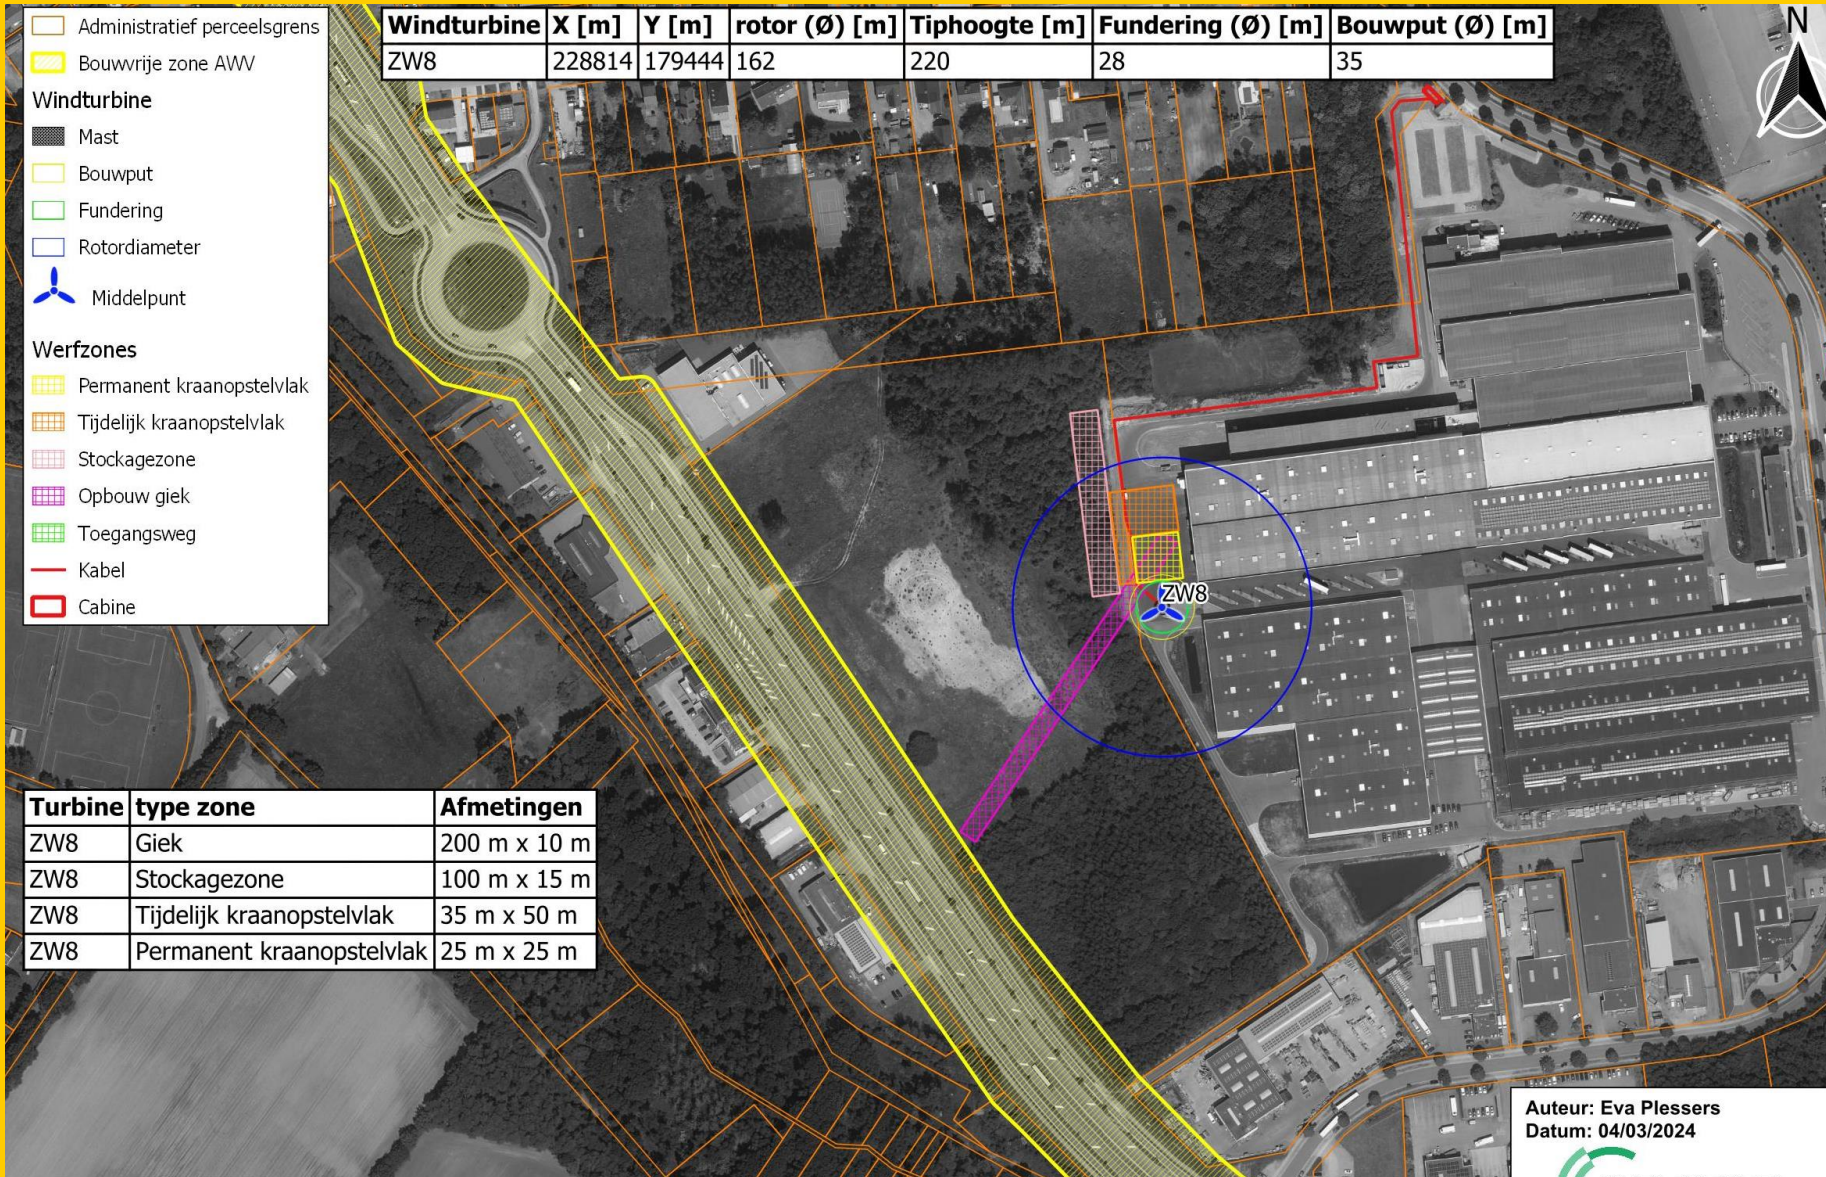 Administratief perceelsgrens
Bouwvrije zone AWV
Windturbine
Mast
Bouwput
Fundering
Rotordiameter
Middelpunt
Werfzones
Permanent kraanopstelvlak
Tijdelijk kraanopstelvlak
Stockagezone
Opbouw giek
Toegangsweg
Kabel
Cabine
Windturbine X [m] Y [m] rotor (Ø) [m] Tiphoogte [m] Fundering (Ø) [m] Bouwput (Ø) [m]
ZW8 228814 179444 162 220 28 35
N
ZW8
Turbine type zone Afmetingen
ZW8 Giek 200 m x 10 m
ZW8 Stockagezone 100 m x 15 m
ZW8 Tijdelijk kraanopstelvlak 35 m x 50 m
ZW8 Permanent kraanopstelvlak 25 m x 25 m
Auteur: Eva Plessers
Datum: 04/03/2024